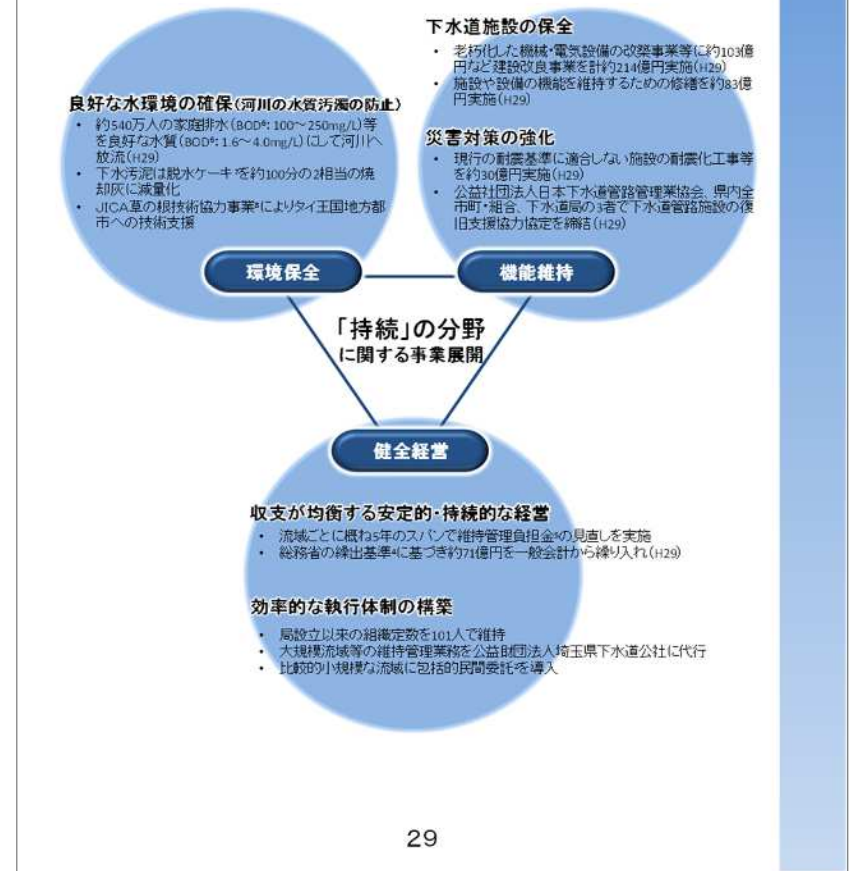 下水道施設の保全
・ 老朽化した機械・電気設備の改築事業等に約103億
円など建設改良事業を計約214億円実施(H29)
・ 施設や設備の機能を維持するための修繕を約83億
円実施(H29)
災害対策の強化
・ 現行の耐震基準に適合しない施設の耐震化工事等
を約30億円実施(H29)
・ 公益社団法人日本下水道管路管理業協会、県内全
市町・組合、下水道局の3者で下水道管路施設の復
旧支援協力協定を締結(H29)
良好な水環境の確保(河川の水質汚濁の防止)
・ 約540万人の家庭排水(BOD⁶:100~250mg/L)等
を良好な水質(BOD⁶:1.6~4.0mg/L)にして河川へ
放流(H29)
・ 下水汚泥は脱水ケーキ を約100分の2相当の焼
却灰に減量化
・ JICA草の根技術協力事業 によりタイ王国地方都
市への技術支援
環境保全
機能維持
「持続」の分野
に関する事業展開
健全経営
収支が均衡する安定的・持続的な経営
・ 流域ごとに概ね5年のスパンで維持管理負担金 の見直しを実施
・ 総務省の繰出基準⁴に基づき約71億円を一般会計から繰り入れ(H29)
効率的な執行体制の構築
・ 局設立以来の組織定数を101人で維持
・ 大規模流域等の維持管理業務を公益財団法人埼玉県下水道公社に代行
・ 比較的小規模な流域に包括的民間委託 を導入
29